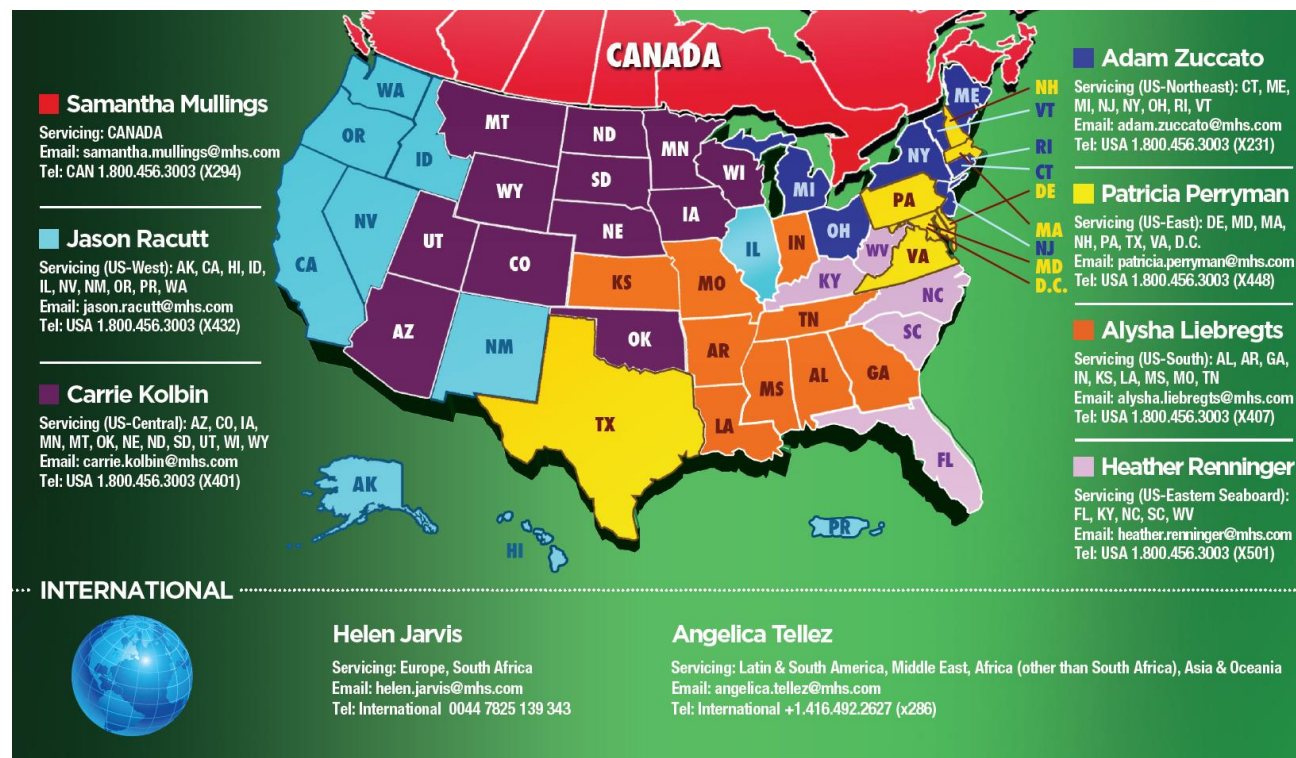 CANADA
Samantha Mullings
Servicing: CANADA
Email: samantha.mullings@mhs.com
Tel: CAN 1.800.456.3003 (X294)
Jason Racutt
Servicing (US-West): AK, CA, HI, ID,
IL, NV, NM, OR, PR, WA
Email: jason.racutt@mhs.com
Tel: USA 1.800.456.3003 (X432)
Carrie Kolbin
Servicing (US-Central): AZ, CO, IA,
MN, MT, OK, NE, ND, SD, UT, WI, WY
Email: carrie.kolbin@mhs.com
Tel: USA 1.800.456.3003 (X401)
WA
OR
ID
NV
CA
MT
ND
MN
WI
SD
WY
IA
NE
UT
CO
AZ
NM
OK
KS
MO
IL
IN
MI
OH
KY
WV
VA
PA
NY
ME
TN
NC
SC
AR
MS
AL
GA
LA
TX
FL
AK
HI
PR
NH
VT
RI
CT
DE
MA
NJ
MD
D.C.
Adam Zuccato
Servicing (US-Northeast): CT, ME,
MI, NJ, NY, OH, RI, VT
Email: adam.zuccato@mhs.com
Tel: USA 1.800.456.3003 (X231)
Patricia Perryman
Servicing (US-East): DE, MD, MA,
NH, PA, TX, VA, D.C.
Email: patricia.perryman@mhs.com
Tel: USA 1.800.456.3003 (X448)
Alysha Liebregts
Servicing (US-South): AL, AR, GA,
IN, KS, LA, MS, MO, TN
Email: alysha.liebregts@mhs.com
Tel: USA 1.800.456.3003 (X407)
Heather Renninger
Servicing (US-Eastern Seaboard):
FL, KY, NC, SC, WV
Email: heather.renninger@mhs.com
Tel: USA 1.800.456.3003 (X501)
INTERNATIONAL
Helen Jarvis
Servicing: Europe, South Africa
Email: helen.jarvis@mhs.com
Tel: International 0044 7825 139 343
Angelica Tellez
Servicing: Latin & South America, Middle East, Africa (other than South Africa), Asia & Oceania
Email: angelica.tellez@mhs.com
Tel: International +1.416.492.2627 (x286)